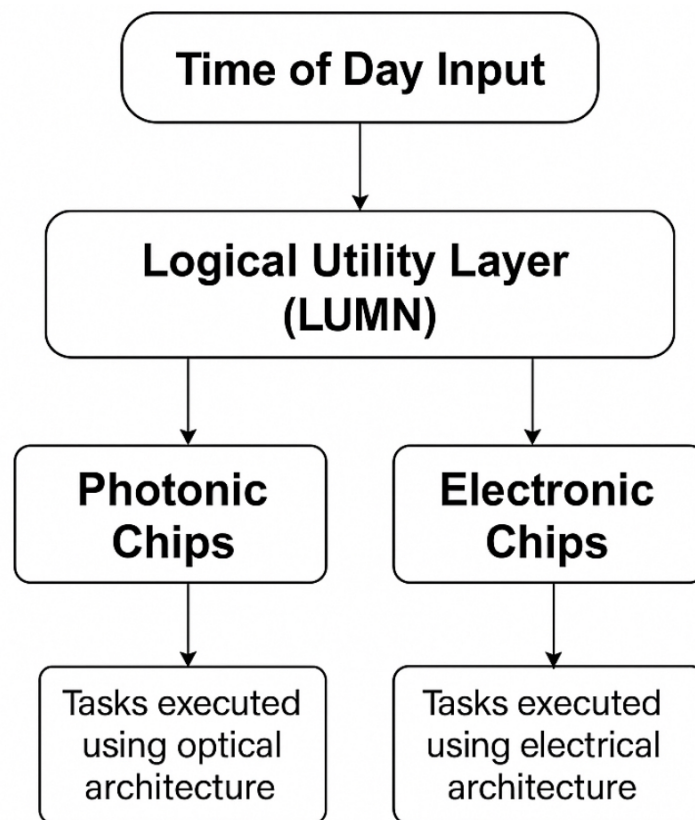 Time of Day Input
Logical Utility Layer
(LUMN)
Photonic
Chips
Electronic
Chips
Tasks executed
using optical
architecture
Tasks executed
using electrical
architecture